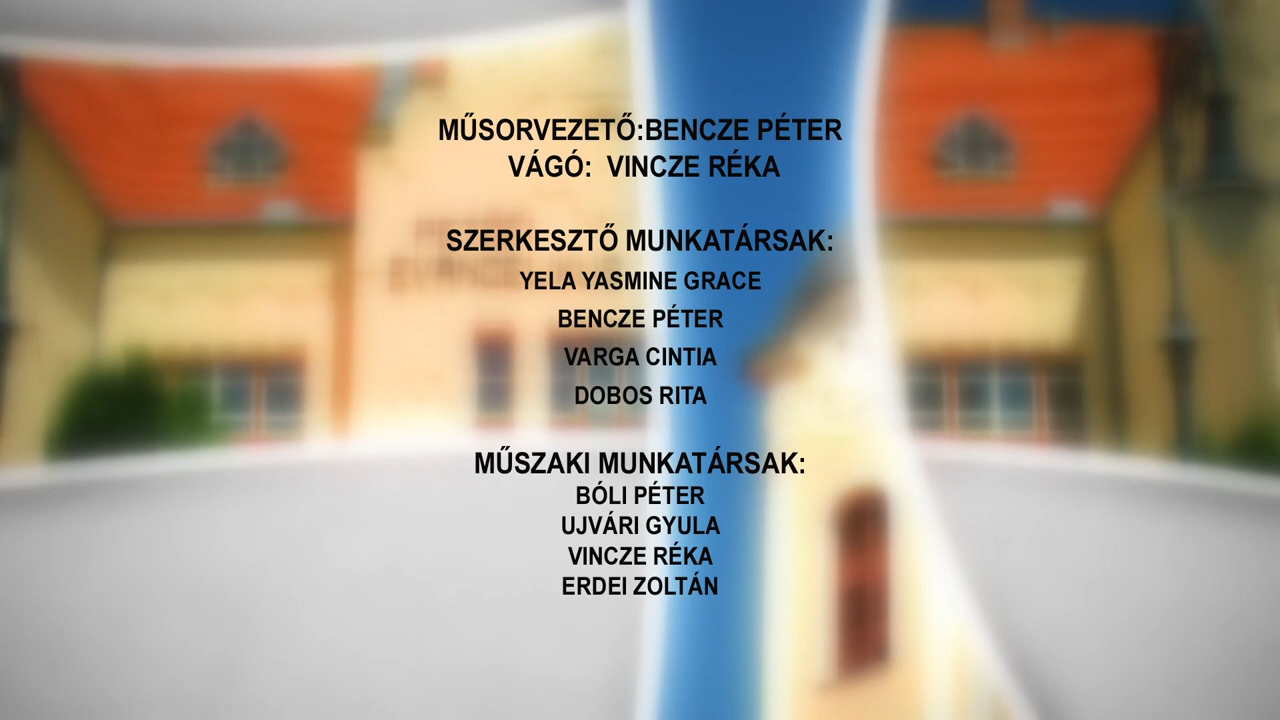 MŰSORVEZETŐ:BENCZE PÉTER
VÁGÓ: VINCZE RÉKA
SZERKESZTŐ MUNKATÁRSAK:
YELA YASMINE GRACE
BENCZE PÉTER
VARGA CINTIA
DOBOS RITA
MŰSZAKI MUNKATÁRSAK:
BÓLI PÉTER
UJVÁRI GYULA
VINCZE RÉKA
ERDEI ZOLTÁN